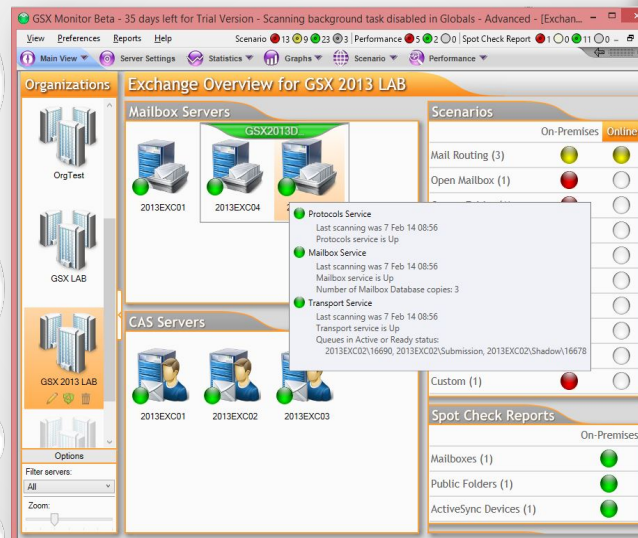 GSX Monitor Beta - 35 days left for Trial Version - Scanning background task disabled in Globals - Advanced - [Exchan...
View Preferences Reports Help Scenario 13 9 23 3 | Performance 5 2 0 | Spot Check Report 1 0 11 0
Main View Server Settings Statistics Graphs Scenario Performance
Organizations
OrgTest
GSX LAB
GSX 2013 LAB
Options
Filter servers:
All
Zoom:
Exchange Overview for GSX 2013 LAB
Mailbox Servers
GSX2013D...
2013EXC01 2013EXC04 2
Protocols Service
Last scanning was 7 Feb 14 08:56
Protocols service is Up
Mailbox Service
Last scanning was 7 Feb 14 08:56
Mailbox service is Up
Number of Mailbox Database copies: 3
Transport Service
Last scanning was 7 Feb 14 08:56
Transport service is Up
Queues in Active or Ready status:
2013EXC02\16690, 2013EXC02\Submission, 2013EXC02\Shadow\16678
CAS Servers
2013EXC01 2013EXC02 2013EXC03
Scenarios
On-Premises Online
Mail Routing (3)
Open Mailbox (1)
Custom (1)
Spot Check Reports
On-Premises
Mailboxes (1)
Public Folders (1)
ActiveSync Devices (1)